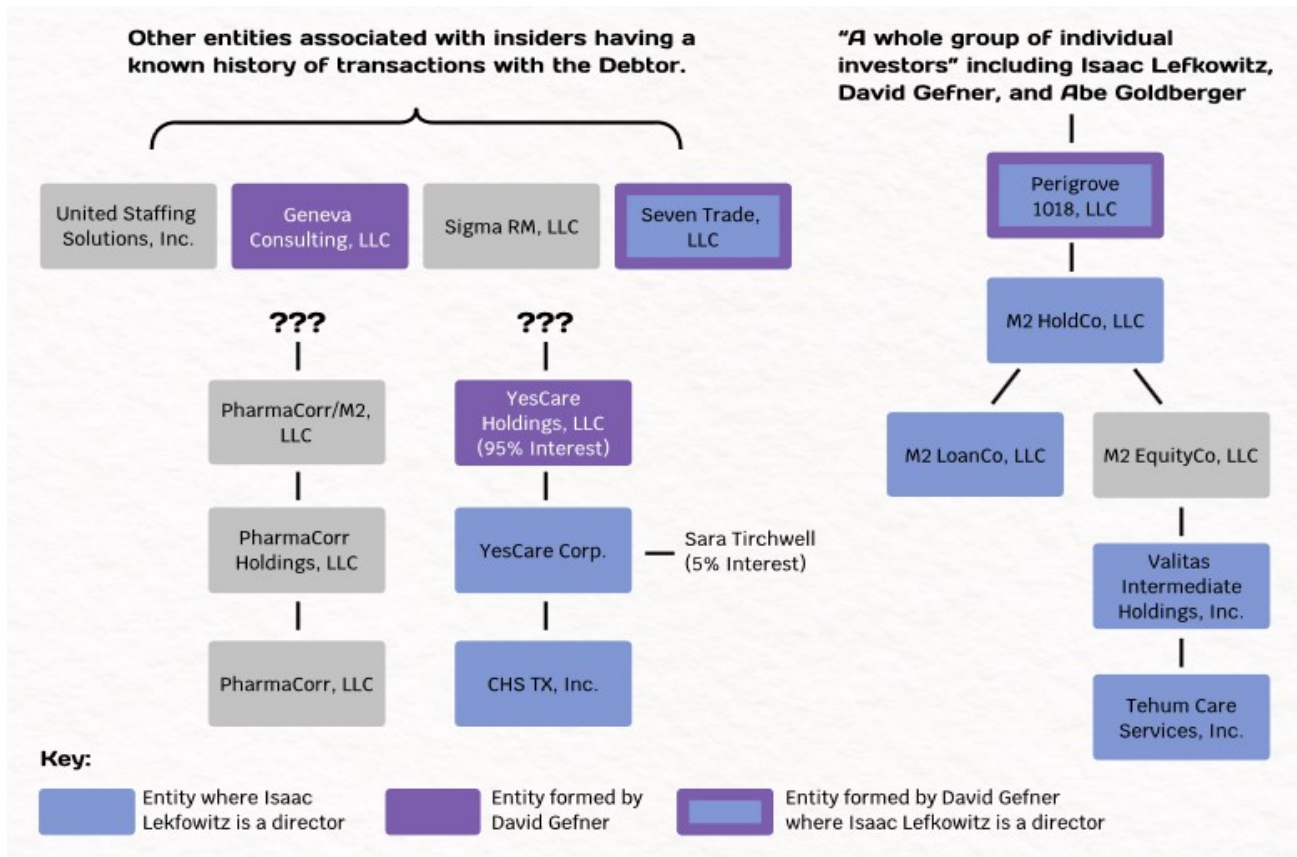 Other entities associated with insiders having a
known history of transactions with the Debtor.
"A whole group of individual
investors" including Isaac Lefkowitz,
David Gefner, and Abe Goldberger
United Staffing
Solutions, Inc.
Geneva
Consulting, LLC
Sigma RM, LLC
Seven Trade,
LLC
Perigrove
1018, LLC
???
???
M2 HoldCo, LLC
PharmaCorr/M2,
LLC
YesCare
Holdings, LLC
(95% Interest)
M2 LoanCo, LLC
M2 EquityCo, LLC
PharmaCorr
Holdings, LLC
YesCare Corp.
Sara Tirchwell
(5% Interest)
Valitas
Intermediate
Holdings, Inc.
PharmaCorr, LLC
CHS TX, Inc.
Tehum Care
Services, Inc.
Key:
Entity where Isaac
Lekfowitz is a director
Entity formed by
David Gefner
Entity formed by David Gefner
where Isaac Lefkowitz is a director